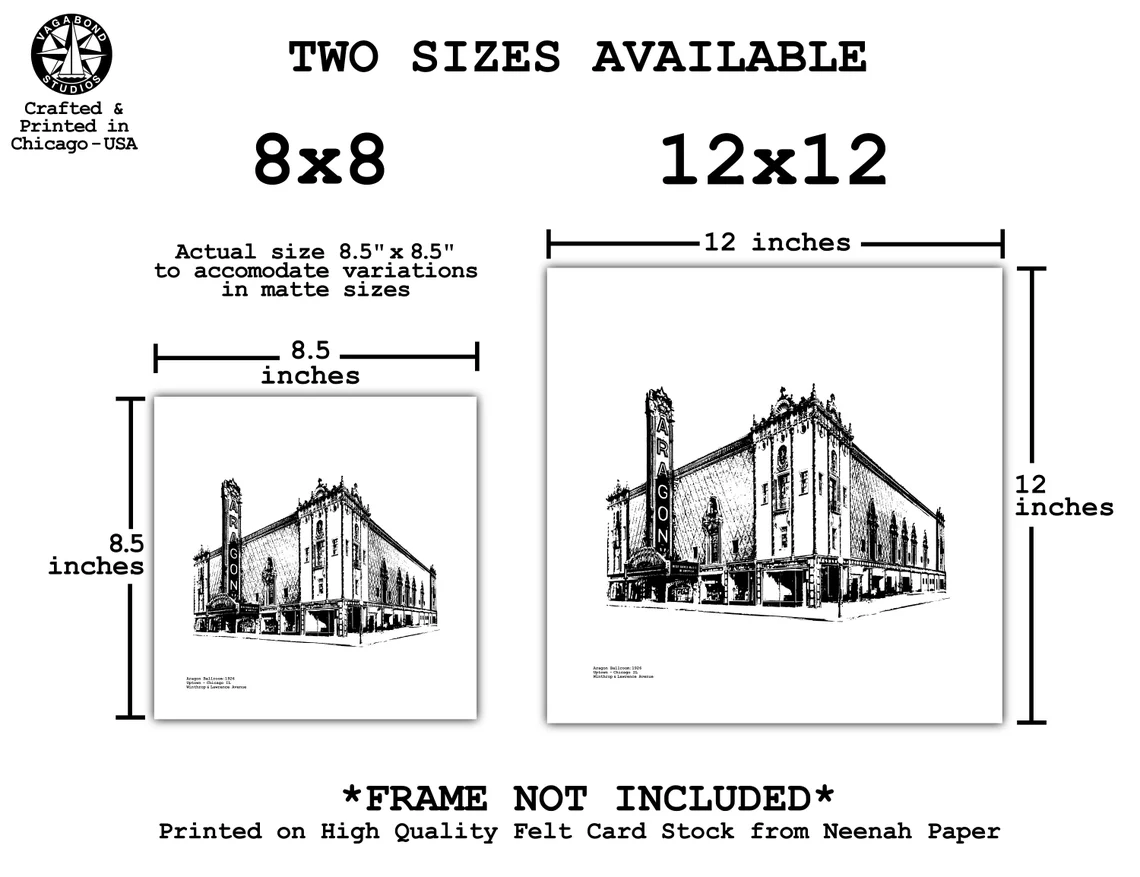 VAGABOND
STUDIOS
Crafted &
Printed in
Chicago-USA
TWO SIZES AVAILABLE
8x8
12x12
Actual size 8.5" x 8.5"
to accomodate variations
in matte sizes
8.5
inches
8.5
inches
12 inches
12
inches
ARAGON
ARAGON
Aragon Ballroom 1926
Uptown - Chicago IL
Winthrop & Lawrence Avenue
Aragon Ballroom 1926
Uptown - Chicago IL
Winthrop & Lawrence Avenue
*FRAME NOT INCLUDED*
Printed on High Quality Felt Card Stock from Neenah Paper